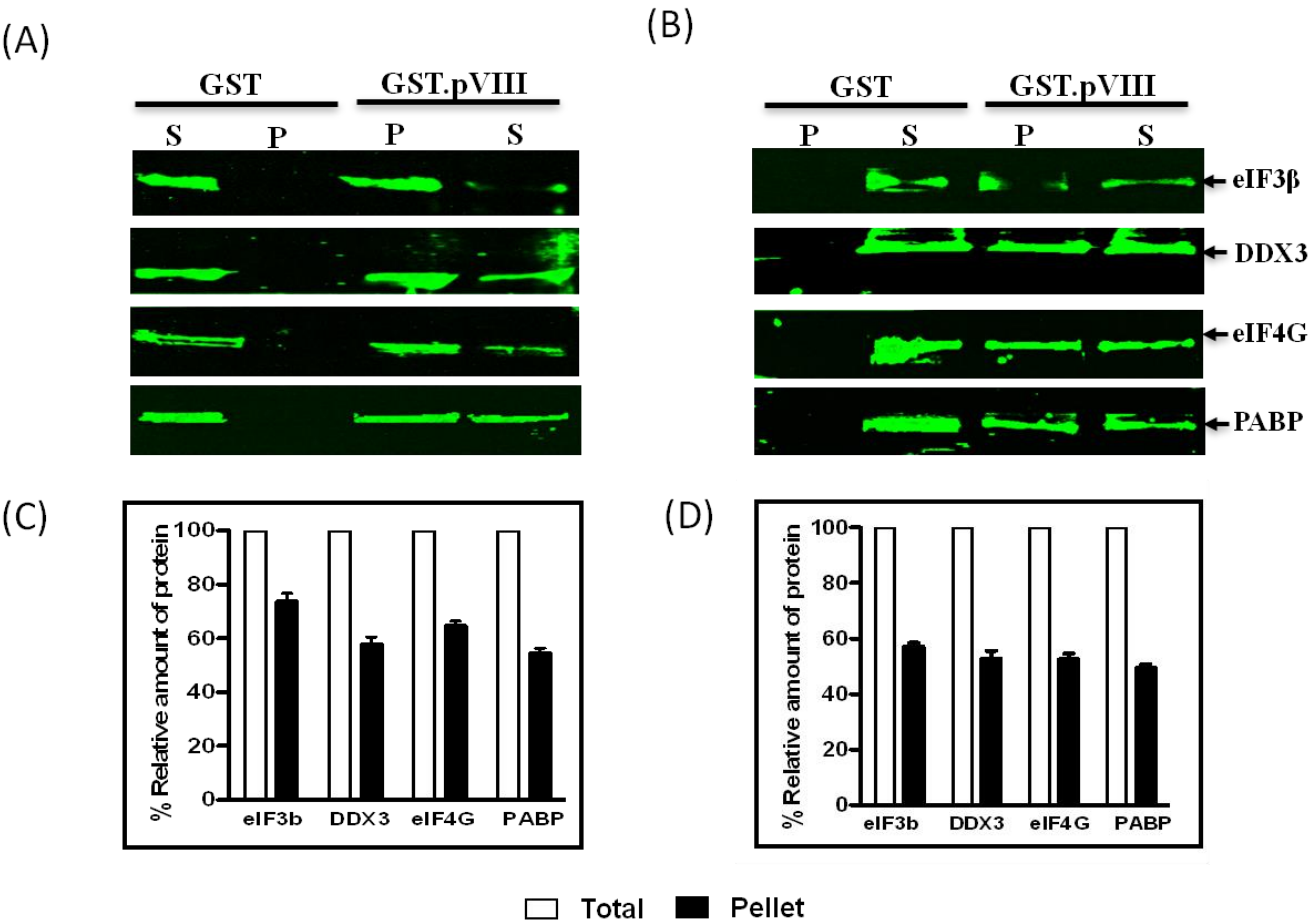 (A)
GST GST.pVIII
S P P S
(B)
GST GST.pVIII
P S P S
eIF3β
DDX3
eIF4G
PABP
(C)
% Relative amount of protein
100
80
60
40
20
0
eIF3b DDX3 eIF4G PABP
(D)
% Relative amount of protein
100
80
60
40
20
0
eIF3b DDX3 eIF4G PABP
Total Pellet